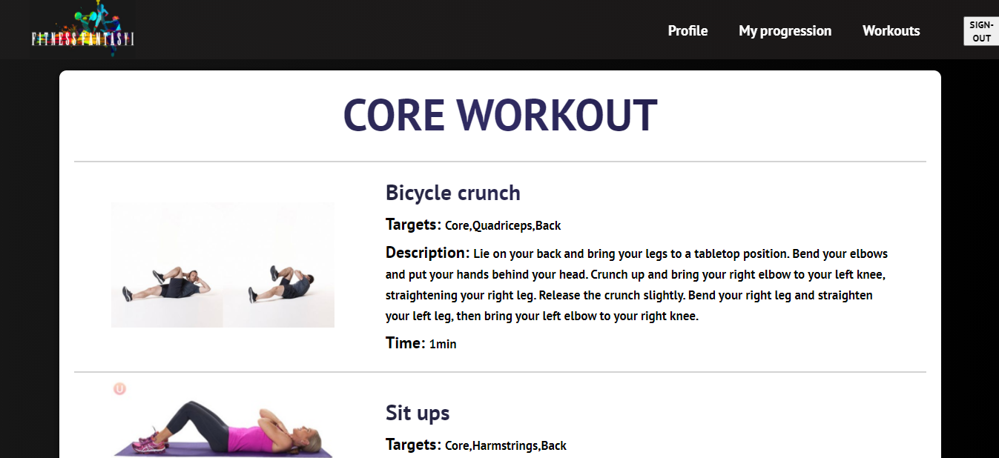 FITNESS FANTASY
Profile
My progression
Workouts
SIGN-
OUT
CORE WORKOUT
Bicycle crunch
Targets: Core,Quadriceps,Back
Description: Lie on your back and bring your legs to a tabletop position. Bend your elbows
and put your hands behind your head. Crunch up and bring your right elbow to your left knee,
straightening your right leg. Release the crunch slightly. Bend your right leg and straighten
your left leg, then bring your left elbow to your right knee.
Time: 1min
U
Sit ups
Targets: Core,Harmstrings,Back